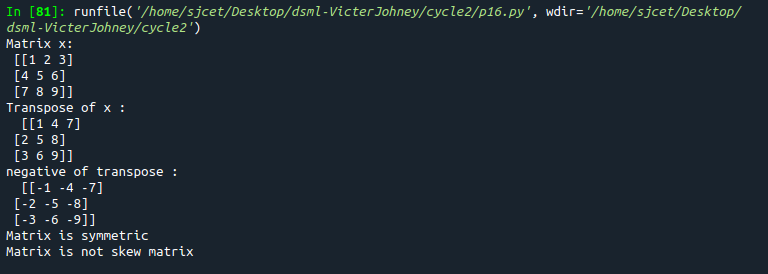 In [81]: runfile('/home/sjcet/Desktop/dsml-VicterJohney/cycle2/p16.py', wdir='/home/sjcet/Desktop/
dsml-VicterJohney/cycle2')
Matrix x:
 [[1 2 3]
 [4 5 6]
 [7 8 9]]
Transpose of x :
  [[1 4 7]
 [2 5 8]
 [3 6 9]]
negative of transpose :
  [[-1 -4 -7]
 [-2 -5 -8]
 [-3 -6 -9]]
Matrix is symmetric
Matrix is not skew matrix